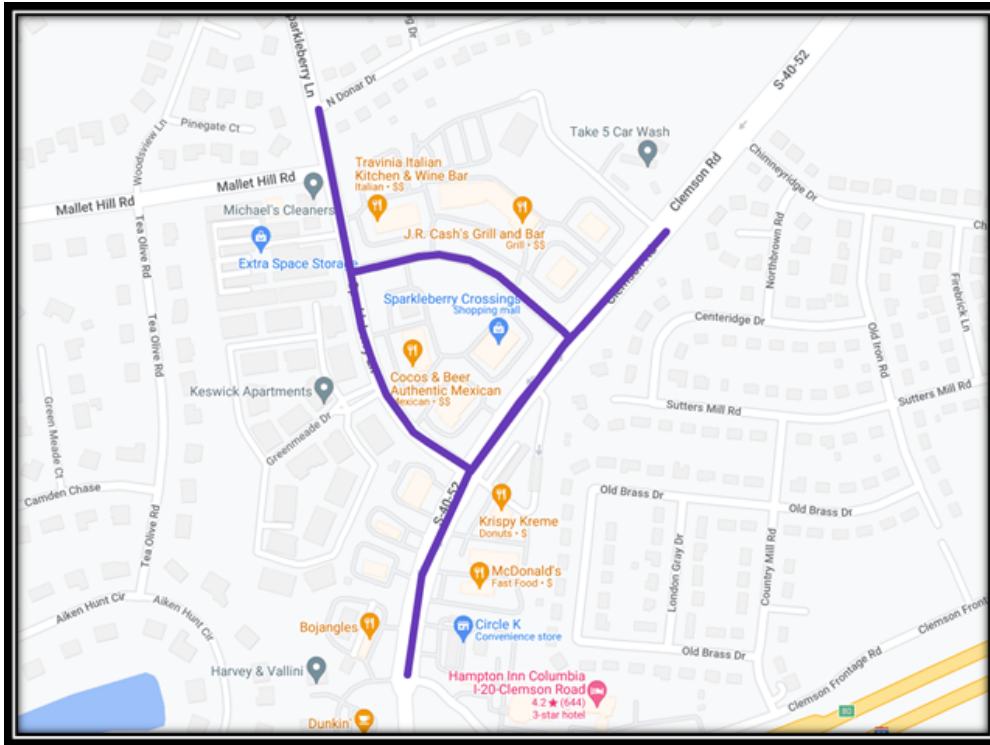 Sparkleberry Ln
N Donar Dr
S-40-52
Pinegate Ct
Woodsview Ln
Take 5 Car Wash
Travinia Italian
Kitchen & Wine Bar
Italian • $$
Chimneyridge Dr
Clemson Rd
Mallet Hill Rd
Mallet Hill Rd
Michael's Cleaners
J.R. Cash's Grill and Bar
Grill • $$
Tea Olive Rd
Extra Space Storage
Northbrown Rd
Clemson Rd
Firebrick Ln
Sparkleberry Crossings
Shopping mall
Centeridge Dr
Tea Olive Rd
Old Iron Rd
Cocos & Beer
Authentic Mexican
Mexican • $$
Keswick Apartments
Sutters Mill Rd
Sutters Mill Rd
Green Meade Ct
Greenmeade Dr
Camden Chase
S-40-52
Krispy Kreme
Donuts • $
Old Brass Dr
Old Brass Dr
Tea Olive Rd
London Gray Dr
Country Mill Rd
McDonald's
Fast Food • $
Aiken Hunt Cir
Aiken Hunt Cir
Bojangles
Circle K
Convenience store
Clemson Front
Old Brass Dr
Clemson Frontage Rd
Harvey & Vallini
Hampton Inn Columbia
I-20-Clemson Road
4.2 ★ (644)
3-star hotel
80
Dunkin'